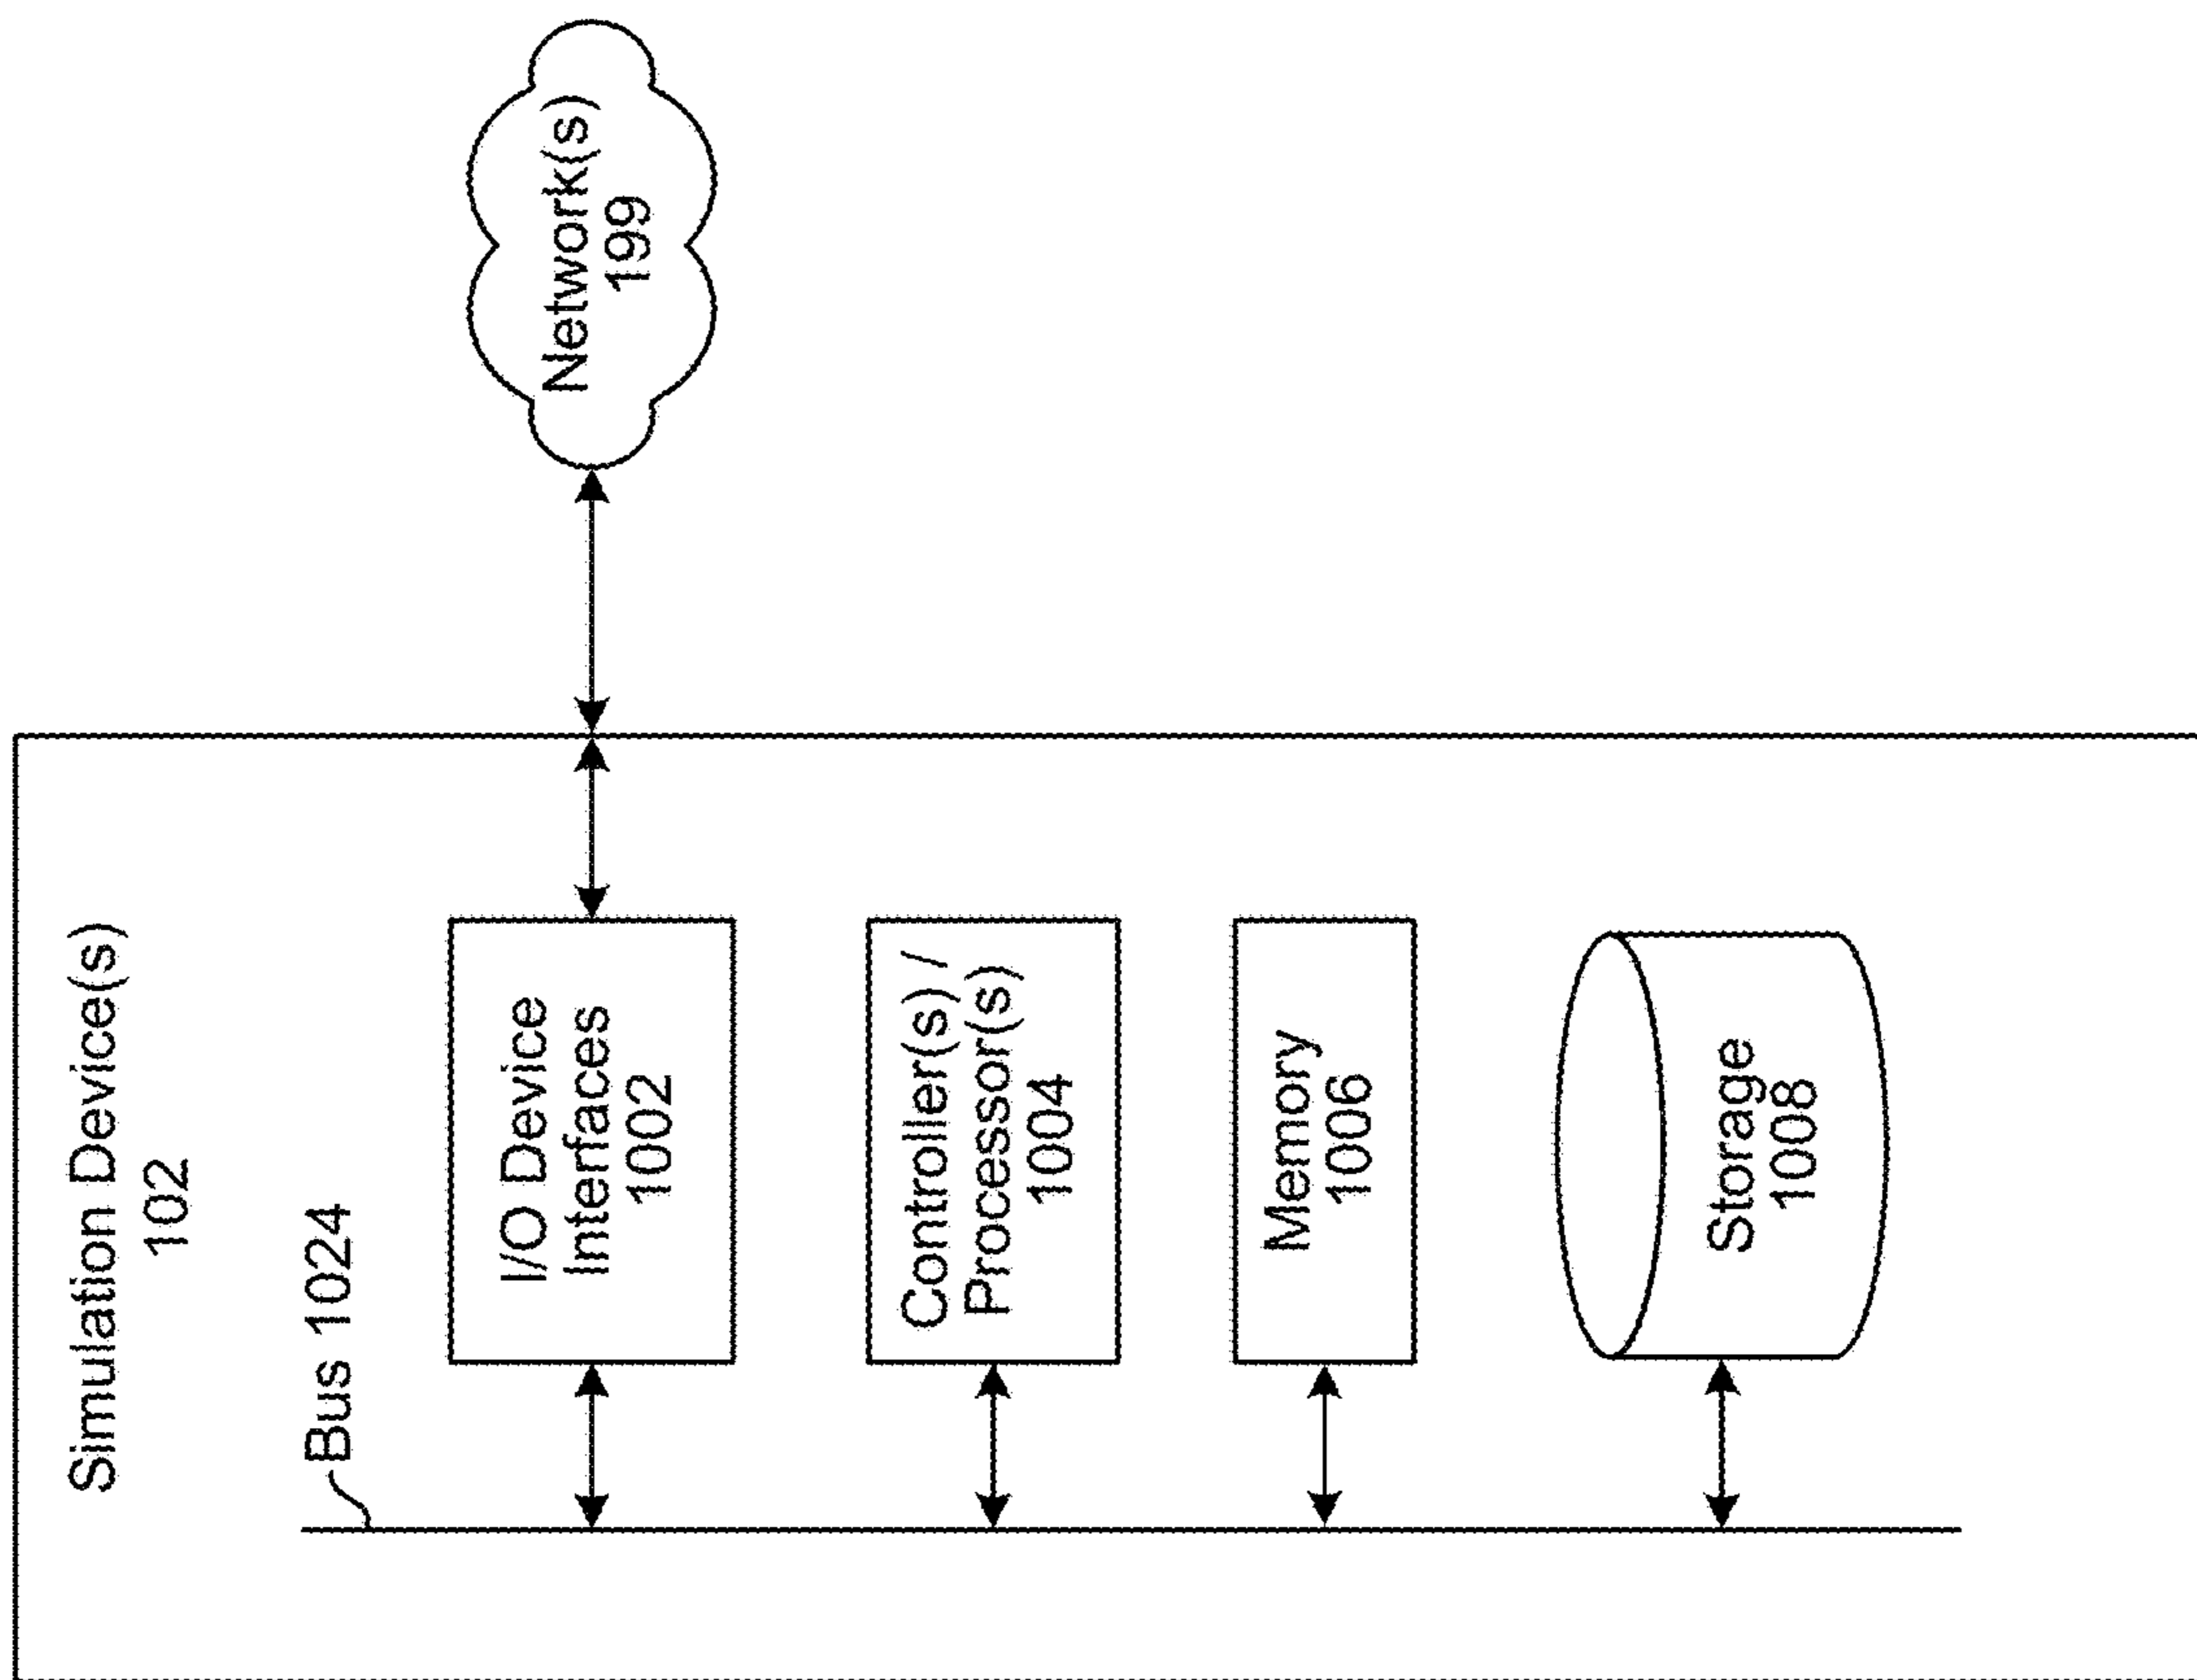 Simulation Device(s)
102
Bus 1024
I/O Device
Interfaces
1002
Network(s)
199
Controller(s) /
Processor(s)
1004
Memory
1006
Storage
1008